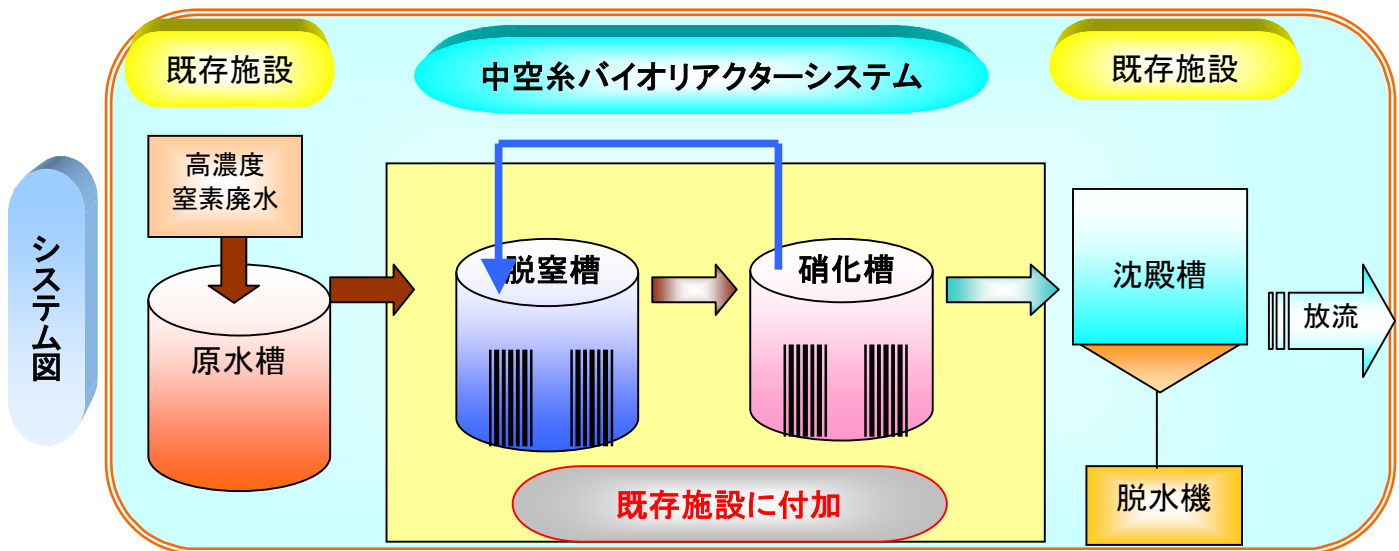 システム図
既存施設
中空糸バイオリアクターシステム
既存施設
高濃度
窒素廃水
原水槽
脱窒槽
硝化槽
沈殿槽
放流
既存施設に付加
脱水機